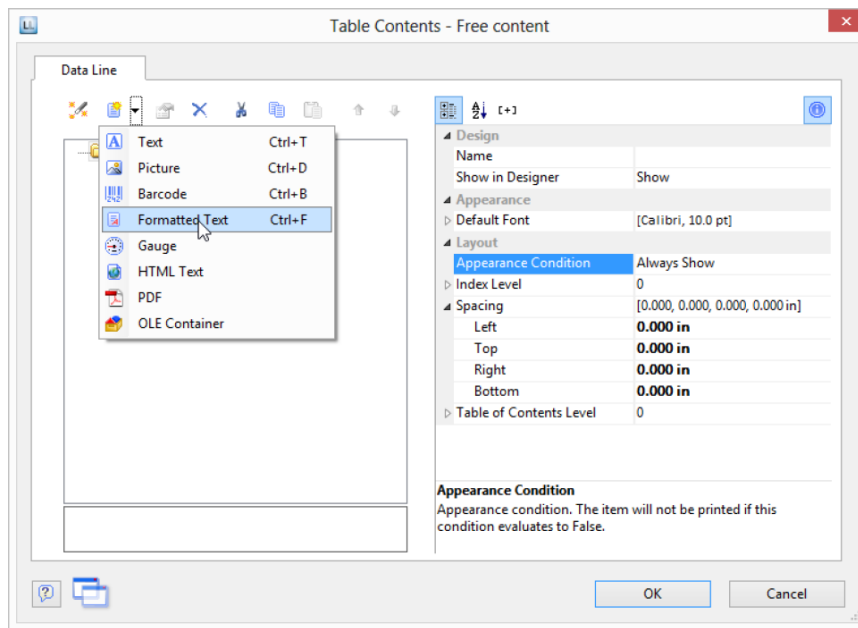 LL
Table Contents - Free content
Data Line
[+]
Text Ctrl+T
Picture Ctrl+D
Barcode Ctrl+B
Formatted Text Ctrl+F
Gauge
HTML Text
PDF
OLE Container
Design
Name
Show in Designer Show
Appearance
Default Font [Calibri, 10.0 pt]
Layout
Appearance Condition Always Show
Index Level 0
Spacing [0.000, 0.000, 0.000, 0.000 in]
Left 0.000 in
Top 0.000 in
Right 0.000 in
Bottom 0.000 in
Table of Contents Level 0
Appearance Condition
Appearance condition. The item will not be printed if this
condition evaluates to False.
OK Cancel